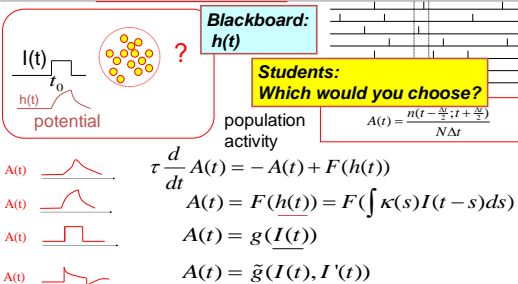 Blackboard:
h(t)
?
I(t)
t₀
h(t)
potential
Students:
Which would you choose?
population
activity
A(t) = n(t − Δt/2; t + Δt/2) / NΔt
A(t)
τ d/dt A(t) = −A(t) + F(h(t))
A(t)
A(t) = F(h(t)) = F(∫ κ(s)I(t − s)ds)
A(t)
A(t) = g(I(t))
A(t)
A(t) = g̃(I(t), I'(t))